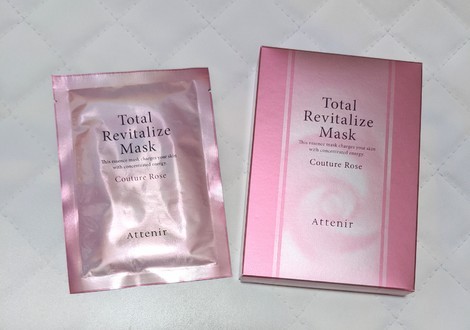 Total
Revitalize
Mask
This essence mask charges your skin
with concentrated energy.
Couture Rose
Attenir
Total
Revitalize
Mask
This essence mask charges your skin
with concentrated energy.
Couture Rose
Attenir